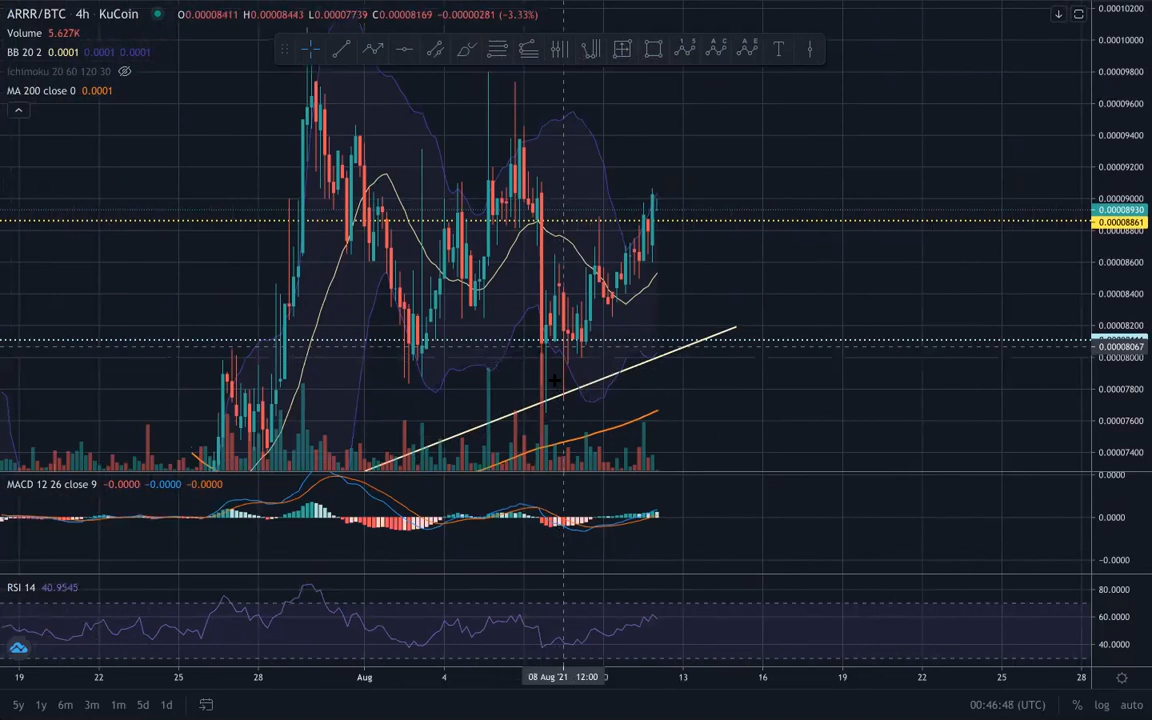 ARRR/BTC · 4h · KuCoin O0.00008411 H0.00008443 L0.00007739 C0.00008169 -0.00000281 (-3.33%)
Volume 5.627K
BB 20 2 0.0001 0.0001 0.0001
Ichimoku 20 60 120 30
MA 200 close 0 0.0001
T
0.00010200
0.00010000
0.00009800
0.00009600
0.00009400
0.00009200
0.00009000
0.00008930
0.00008861
0.00008800
0.00008600
0.00008400
0.00008200
0.00008067
0.00008000
0.00007800
0.00007600
0.00007400
MACD 12 26 close 9 -0.0000 -0.0000 -0.0000
0.0000
0.0000
-0.0000
RSI 14 40.9545
80.0000
60.0000
40.0000
19 22 25 28 Aug 4 08 Aug '21 12:00 13 16 19 22 25 28
5y 1y 6m 3m 1m 5d 1d 00:46:48 (UTC) % log auto